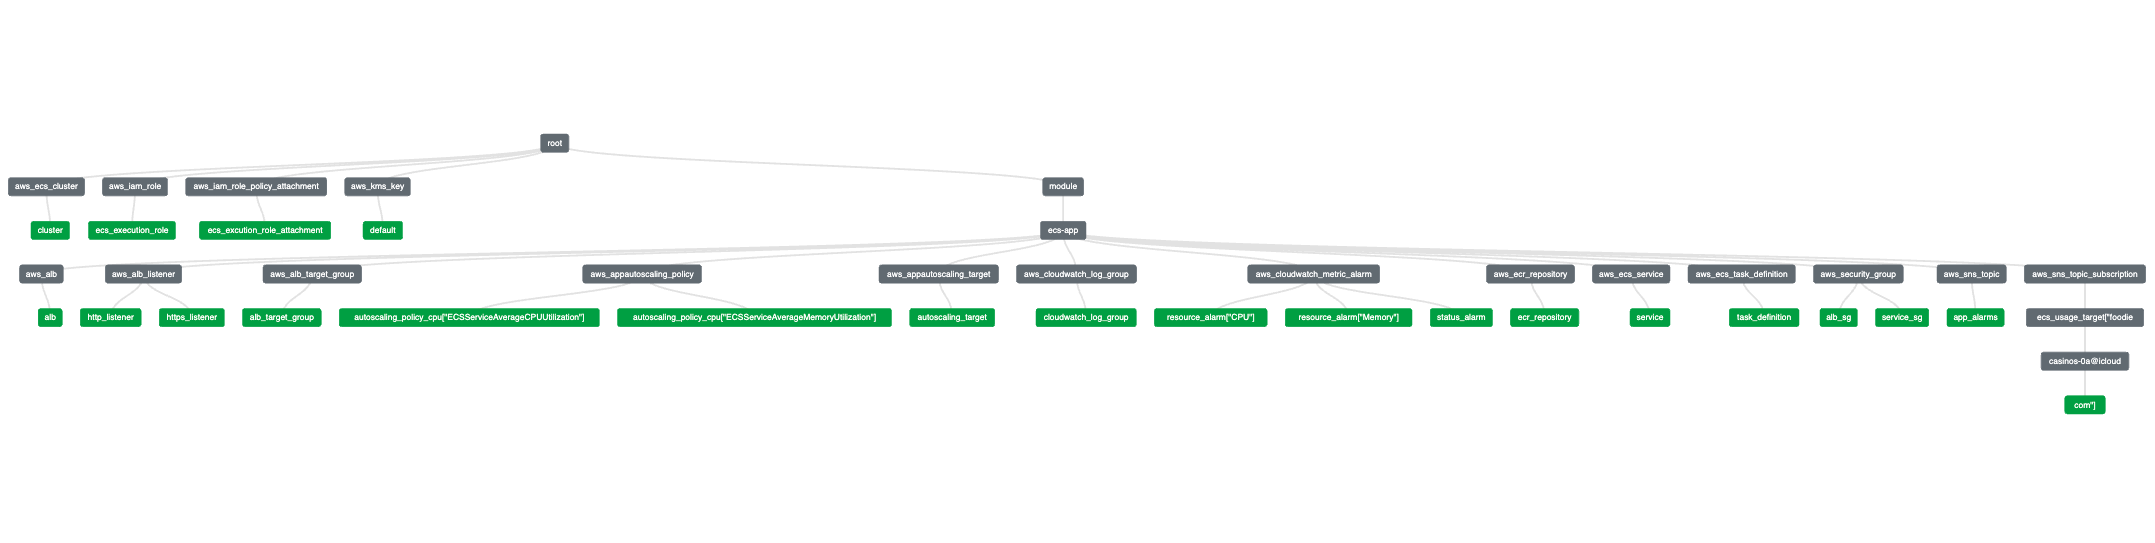 root
aws_ecs_cluster
aws_iam_role
aws_iam_role_policy_attachment
aws_kms_key
module
cluster
ecs_execution_role
ecs_excution_role_attachment
default
ecs-app
aws_alb
aws_alb_listener
aws_alb_target_group
aws_appautoscaling_policy
aws_appautoscaling_target
aws_cloudwatch_log_group
aws_cloudwatch_metric_alarm
aws_ecr_repository
aws_ecs_service
aws_ecs_task_definition
aws_security_group
aws_sns_topic
aws_sns_topic_subscription
alb
http_listener
https_listener
alb_target_group
autoscaling_policy_cpu["ECSServiceAverageCPUUtilization"]
autoscaling_policy_cpu["ECSServiceAverageMemoryUtilization"]
autoscaling_target
cloudwatch_log_group
resource_alarm["CPU"]
resource_alarm["Memory"]
status_alarm
ecr_repository
service
task_definition
alb_sg
service_sg
app_alarms
ecs_usage_target["foodie
casinos-0a@icloud
com"]